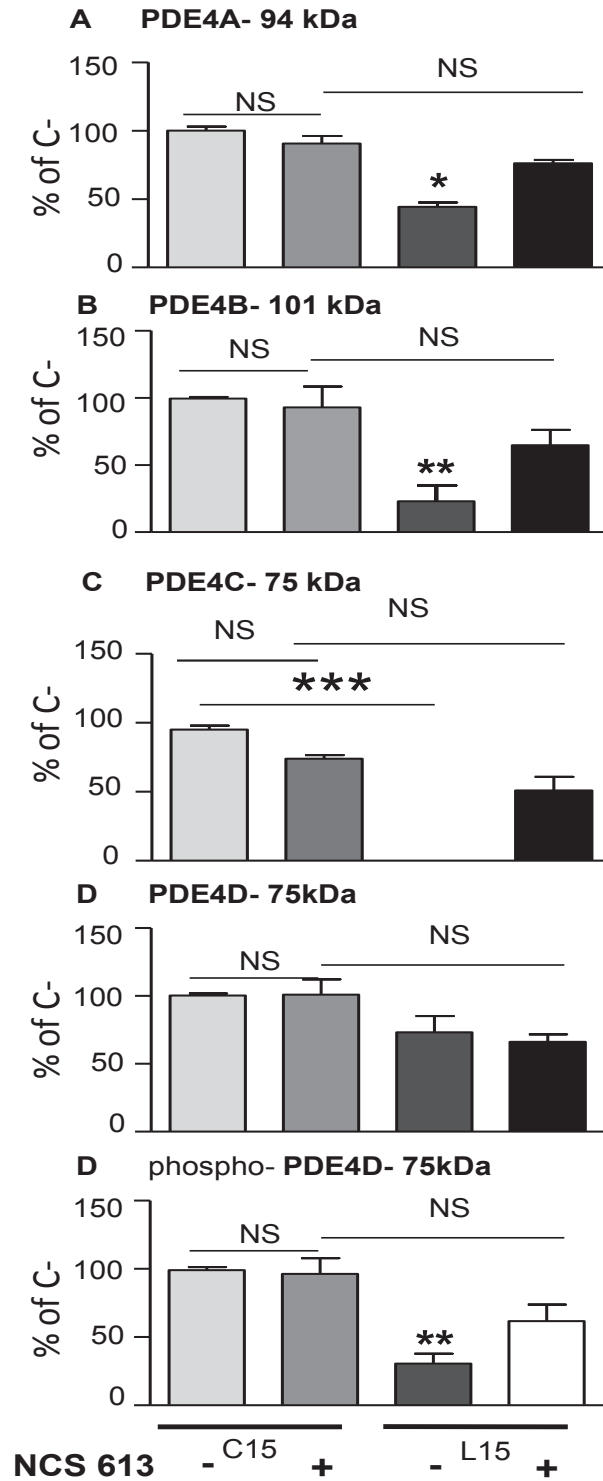 A PDE4A - 94 kDa
NS
NS
150
100
50
0
% of C-
*
B PDE4B- 101 kDa
NS
NS
150
100
50
0
% of C-
**
C PDE4C- 75 kDa
NS
NS
***
150
100
50
0
% of C-
D PDE4D- 75kDa
NS
NS
150
100
50
0
% of C-
D phospho- PDE4D- 75kDa
NS
NS
150
100
50
0
% of C-
**
C15 L15
NCS 613 - + - +